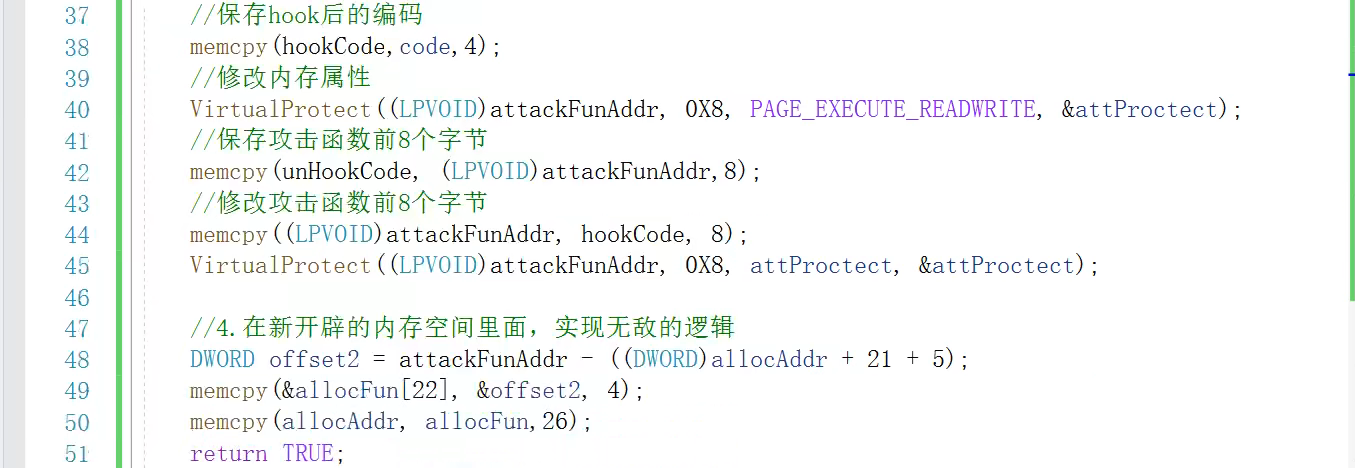 37 //保存hook后的编码
38 memcpy(hookCode,code,4);
39 //修改内存属性
40 VirtualProtect((LPVOID)attackFunAddr, 0X8, PAGE_EXECUTE_READWRITE, &attProctect);
41 //保存攻击函数前8个字节
42 memcpy(unHookCode, (LPVOID)attackFunAddr,8);
43 //修改攻击函数前8个字节
44 memcpy((LPVOID)attackFunAddr, hookCode, 8);
45 VirtualProtect((LPVOID)attackFunAddr, 0X8, attProctect, &attProctect);
46
47 //4.在新开辟的内存空间里面，实现无敌的逻辑
48 DWORD offset2 = attackFunAddr - ((DWORD)allocAddr + 21 + 5);
49 memcpy(&allocFun[22], &offset2, 4);
50 memcpy(allocAddr, allocFun,26);
51 return TRUE;